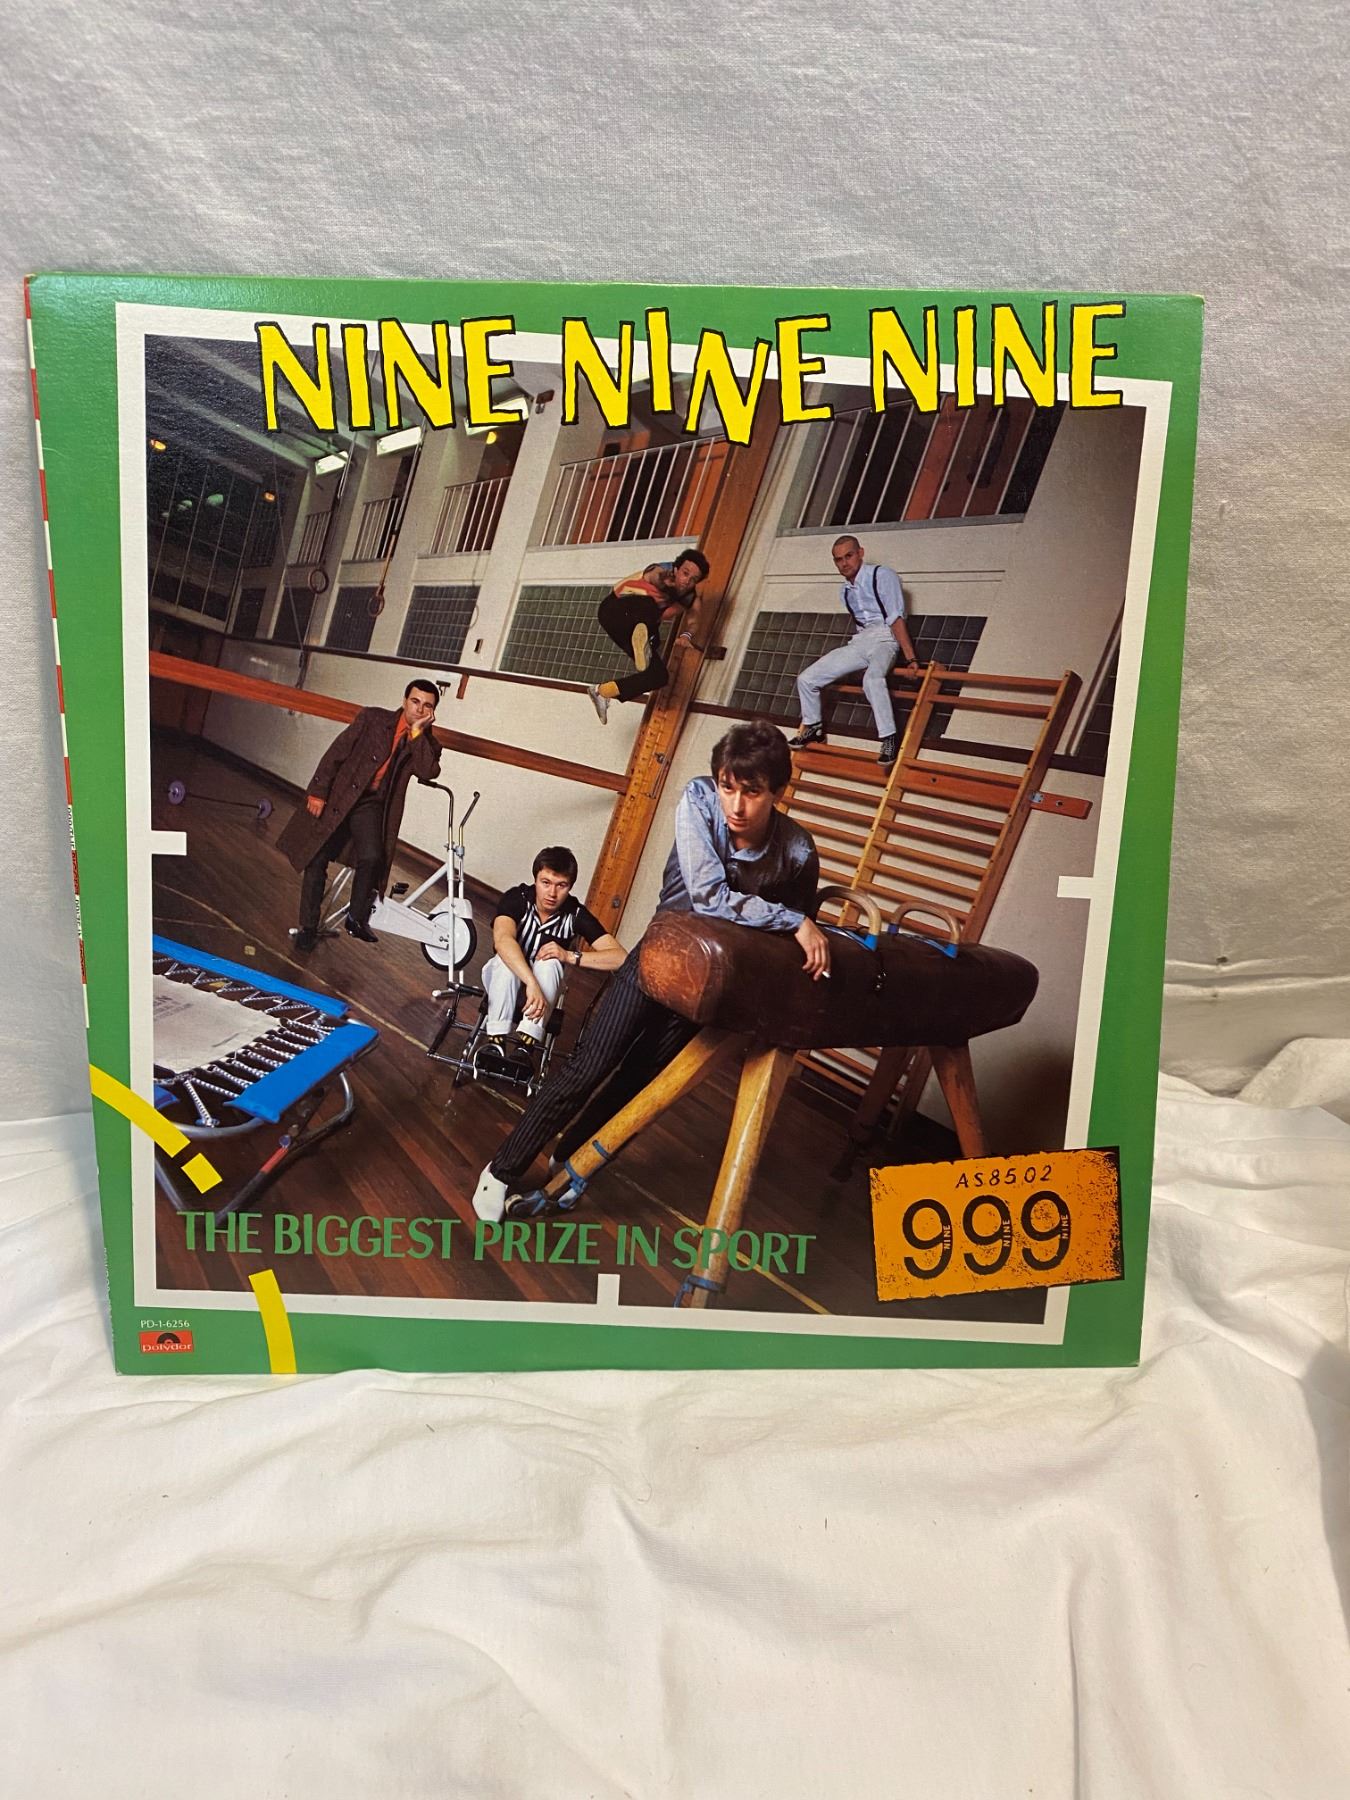 NINE NINE NINE
AS8502
999
NINE NINE NINE
THE BIGGEST PRIZE IN SPORT
PD-1-6256
polydor